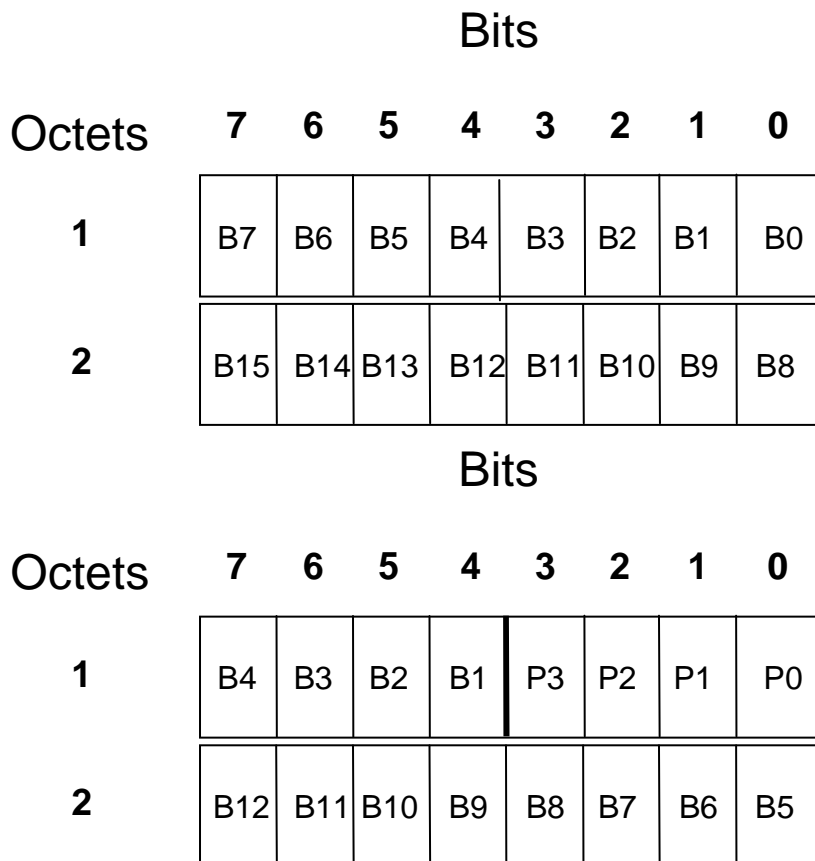 Bits
Octets 7 6 5 4 3 2 1 0
1 B7 B6 B5 B4 B3 B2 B1 B0
2 B15 B14 B13 B12 B11 B10 B9 B8
Bits
Octets 7 6 5 4 3 2 1 0
1 B4 B3 B2 B1 P3 P2 P1 P0
2 B12 B11 B10 B9 B8 B7 B6 B5